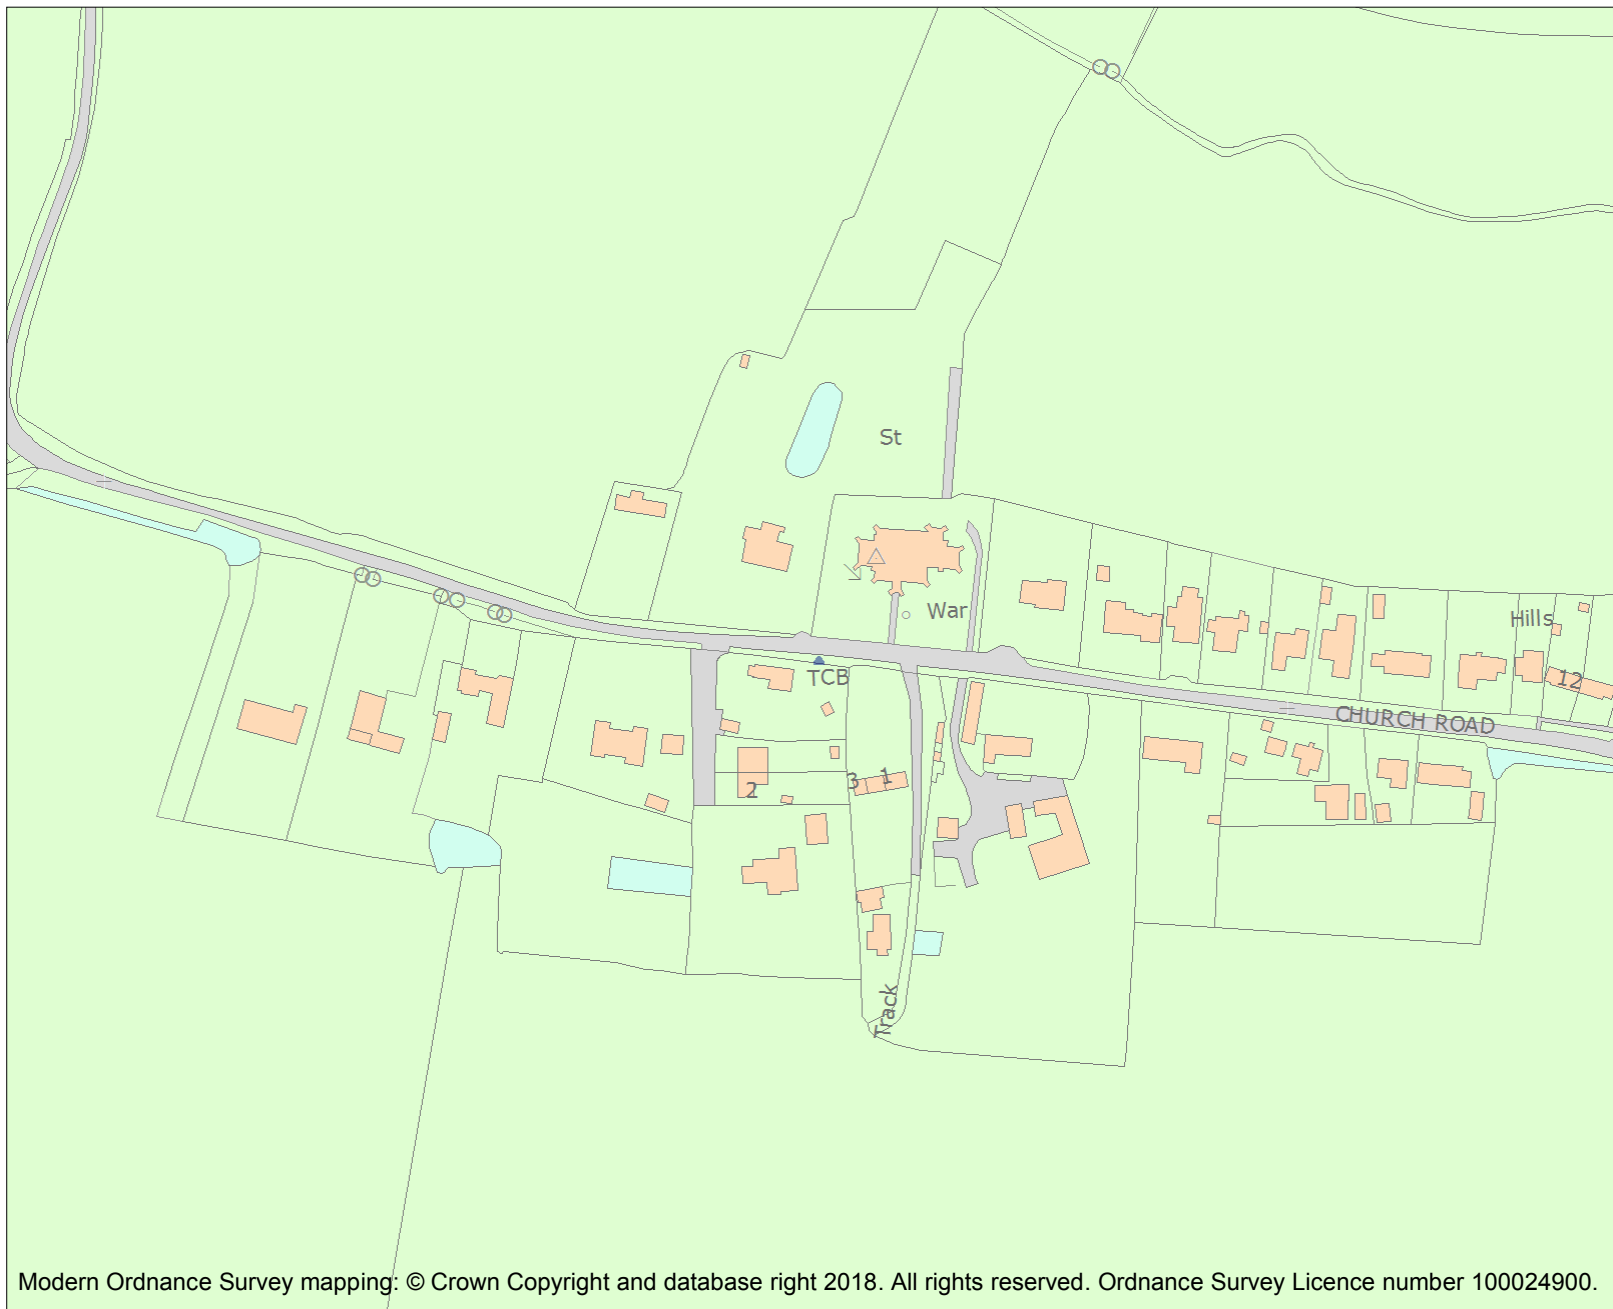 St
War
Hills
TCB
12
CHURCH ROAD
3 1
2
Track
Modern Ordnance Survey mapping: © Crown Copyright and database right 2018. All rights reserved. Ordnance Survey Licence number 100024900.